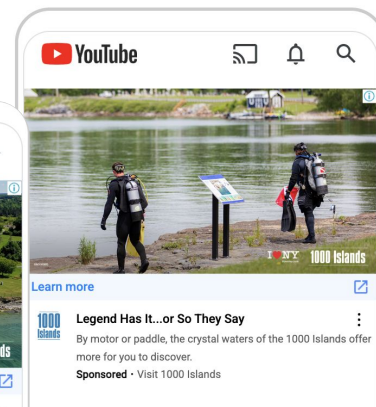 YouTube
I NY 1000 Islands
Learn more
1000
Islands
Legend Has It...or So They Say
By motor or paddle, the crystal waters of the 1000 Islands offer
more for you to discover.
Sponsored · Visit 1000 Islands
ds